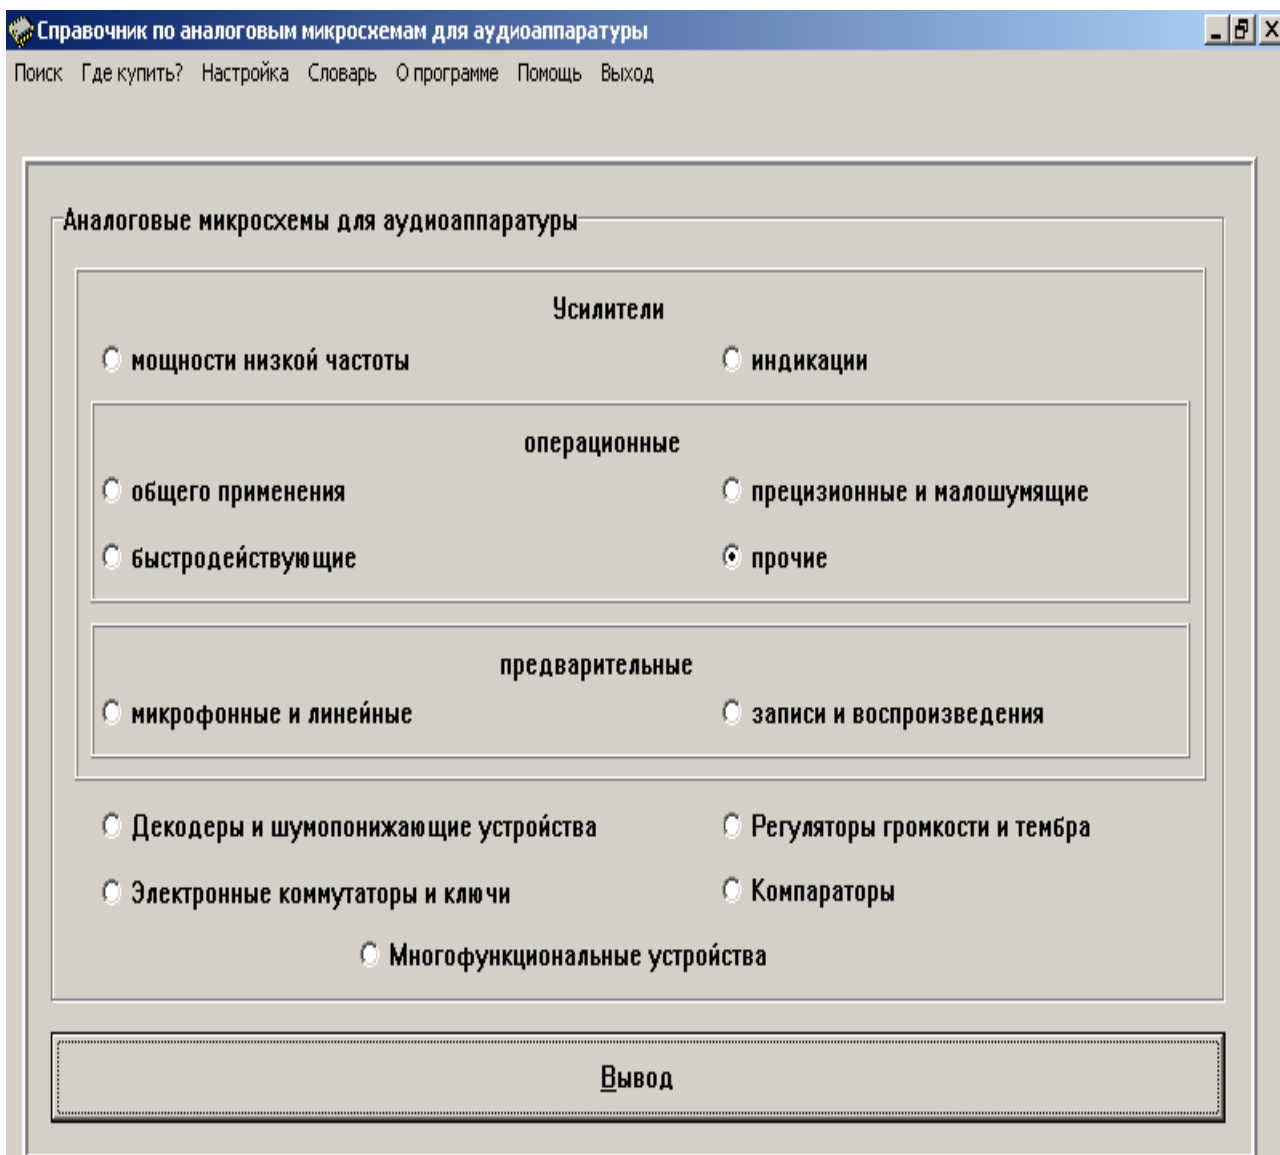 Справочник по аналоговым микросхемам для аудиоаппаратуры
Поиск Где купить? Настройка Словарь О программе Помощь Выход
Аналоговые микросхемы для аудиоаппаратуры
Усилители
мощности низкой частоты индикации
операционные
общего применения прецизионные и малошумящие
быстродействующие прочие
предварительные
микрофонные и линейные записи и воспроизведения
Декодеры и шумопонижающие устройства Регуляторы громкости и тембра
Электронные коммутаторы и ключи Компараторы
Многофункциональные устройства
Вывод